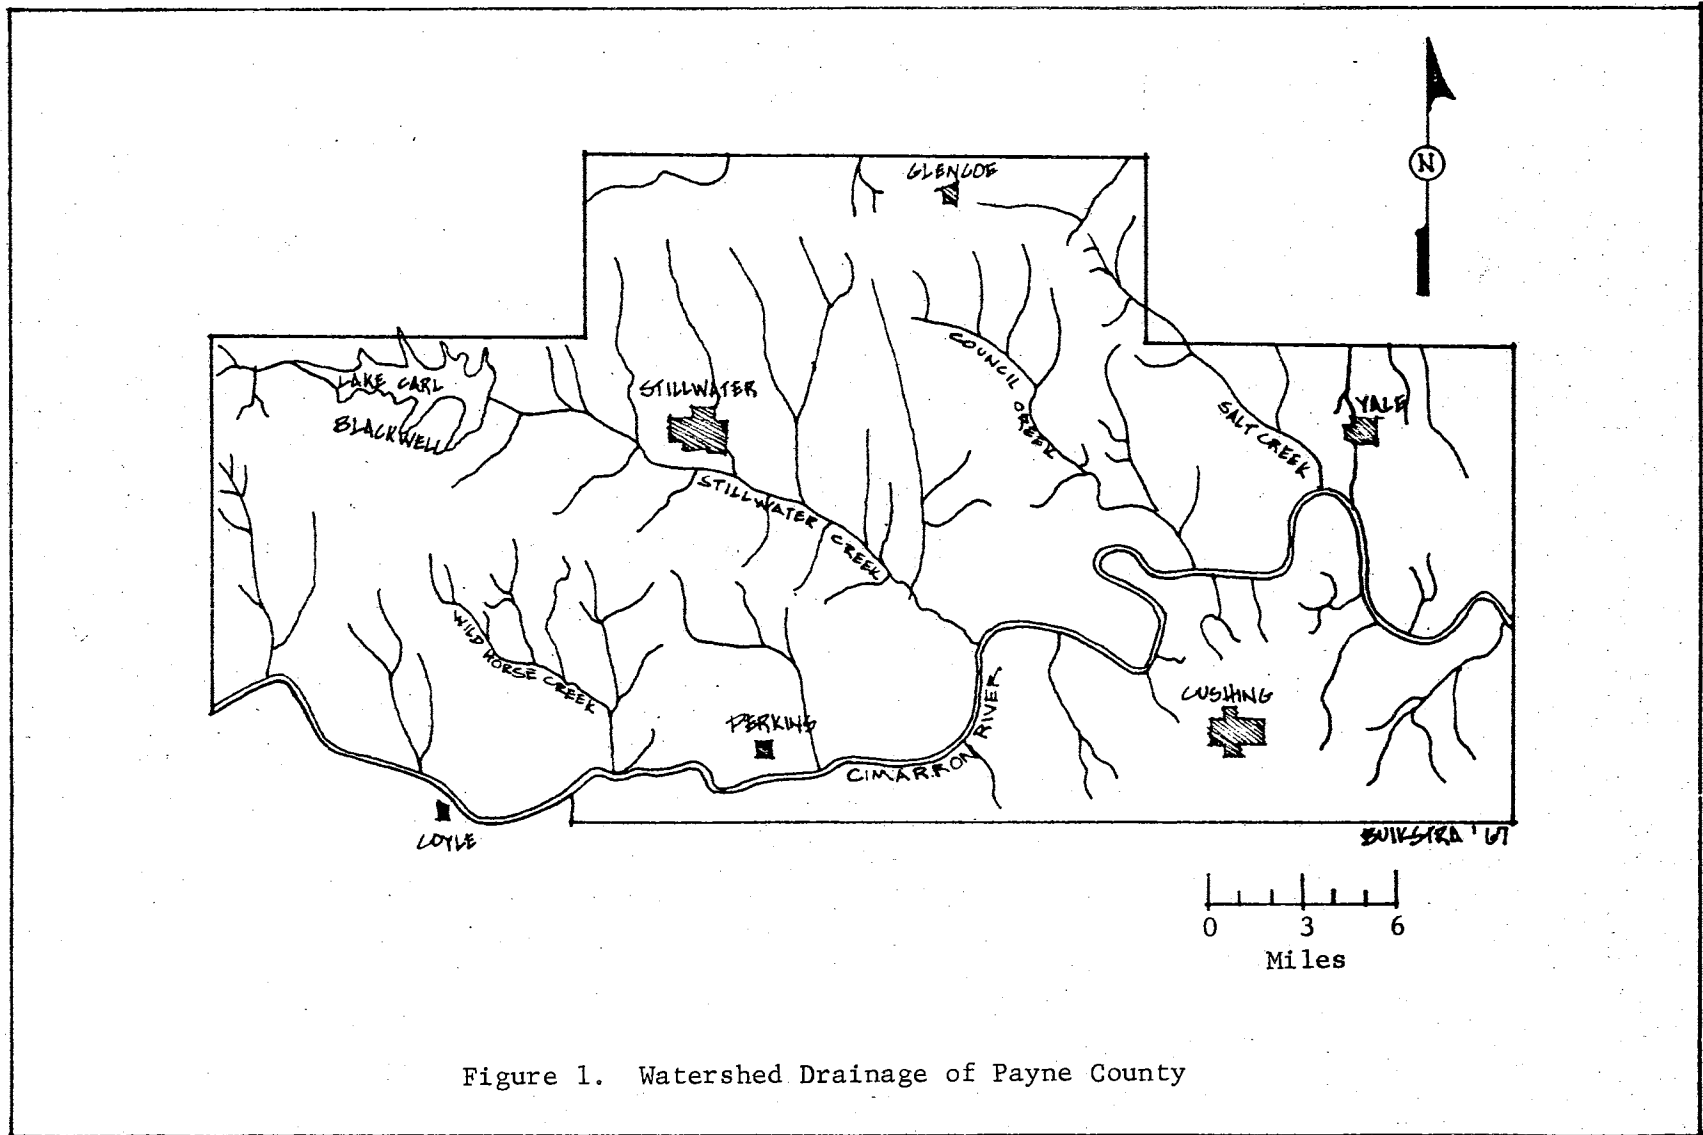 N
GLENCOE
LAKE CARL
BLACKWELL
STILLWATER
COUNCIL CREEK
SALT CREEK
YALE
STILLWATER CREEK
WILD HORSE CREEK
PERKINS
CIMARRON RIVER
CUSHING
COYLE
BUIKSTRA '67
0 3 6
Miles
Figure 1. Watershed Drainage of Payne County